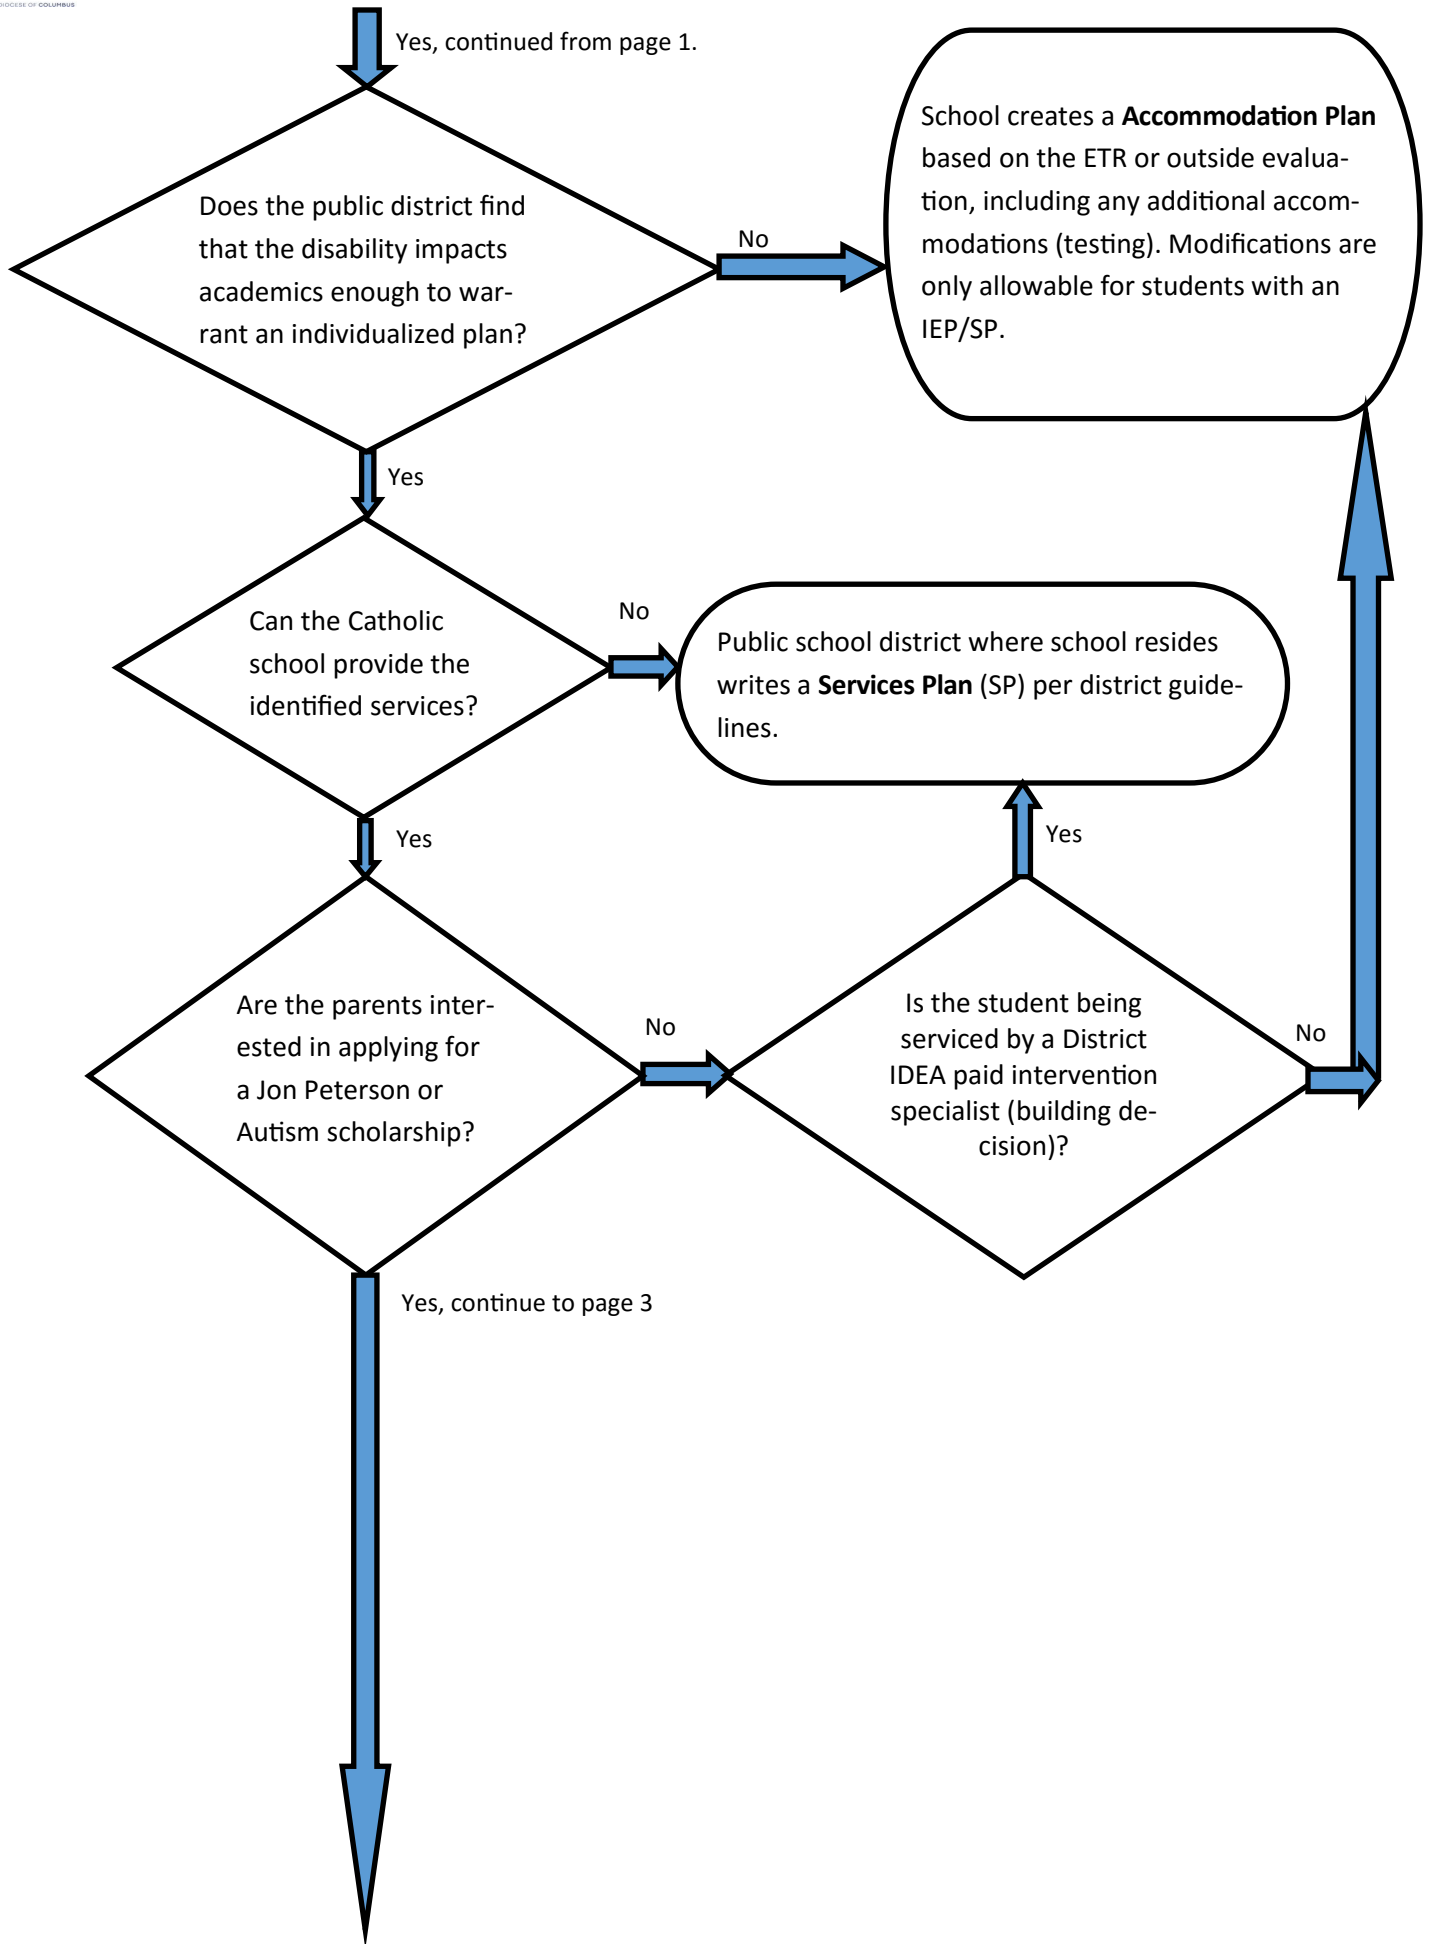 DIOCESE OF COLUMBUS
Yes, continued from page 1.
School creates a Accommodation Plan
based on the ETR or outside evalua-
tion, including any additional accom-
modations (testing). Modifications are
only allowable for students with an
IEP/SP.
Does the public district find
that the disability impacts
academics enough to war-
rant an individualized plan?
No
Yes
Can the Catholic
school provide the
identified services?
No
Public school district where school resides
writes a Services Plan (SP) per district guide-
lines.
Yes
Yes
Are the parents inter-
ested in applying for
a Jon Peterson or
Autism scholarship?
No
Is the student being
serviced by a District
IDEA paid intervention
specialist (building de-
cision)?
No
Yes, continue to page 3